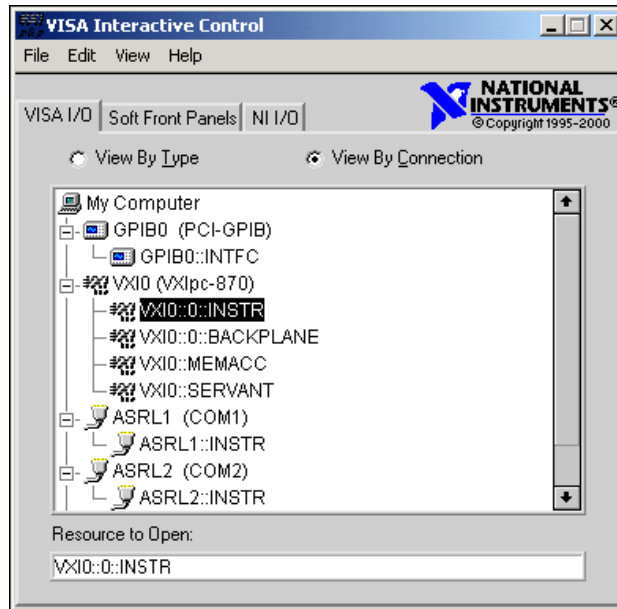 VISA Interactive Control
File Edit View Help
NATIONAL
INSTRUMENTS®
© Copyright 1995-2000
VISA I/O Soft Front Panels NI I/O
View By Type View By Connection
My Computer
GPIB0 (PCI-GPIB)
GPIB0::INTFC
VXI0 (VXIpc-870)
VXI0::0::INSTR
VXI0::0::BACKPLANE
VXI0::MEMACC
VXI0::SERVANT
ASRL1 (COM1)
ASRL1::INSTR
ASRL2 (COM2)
ASRL2::INSTR
Resource to Open:
VXI0::0::INSTR